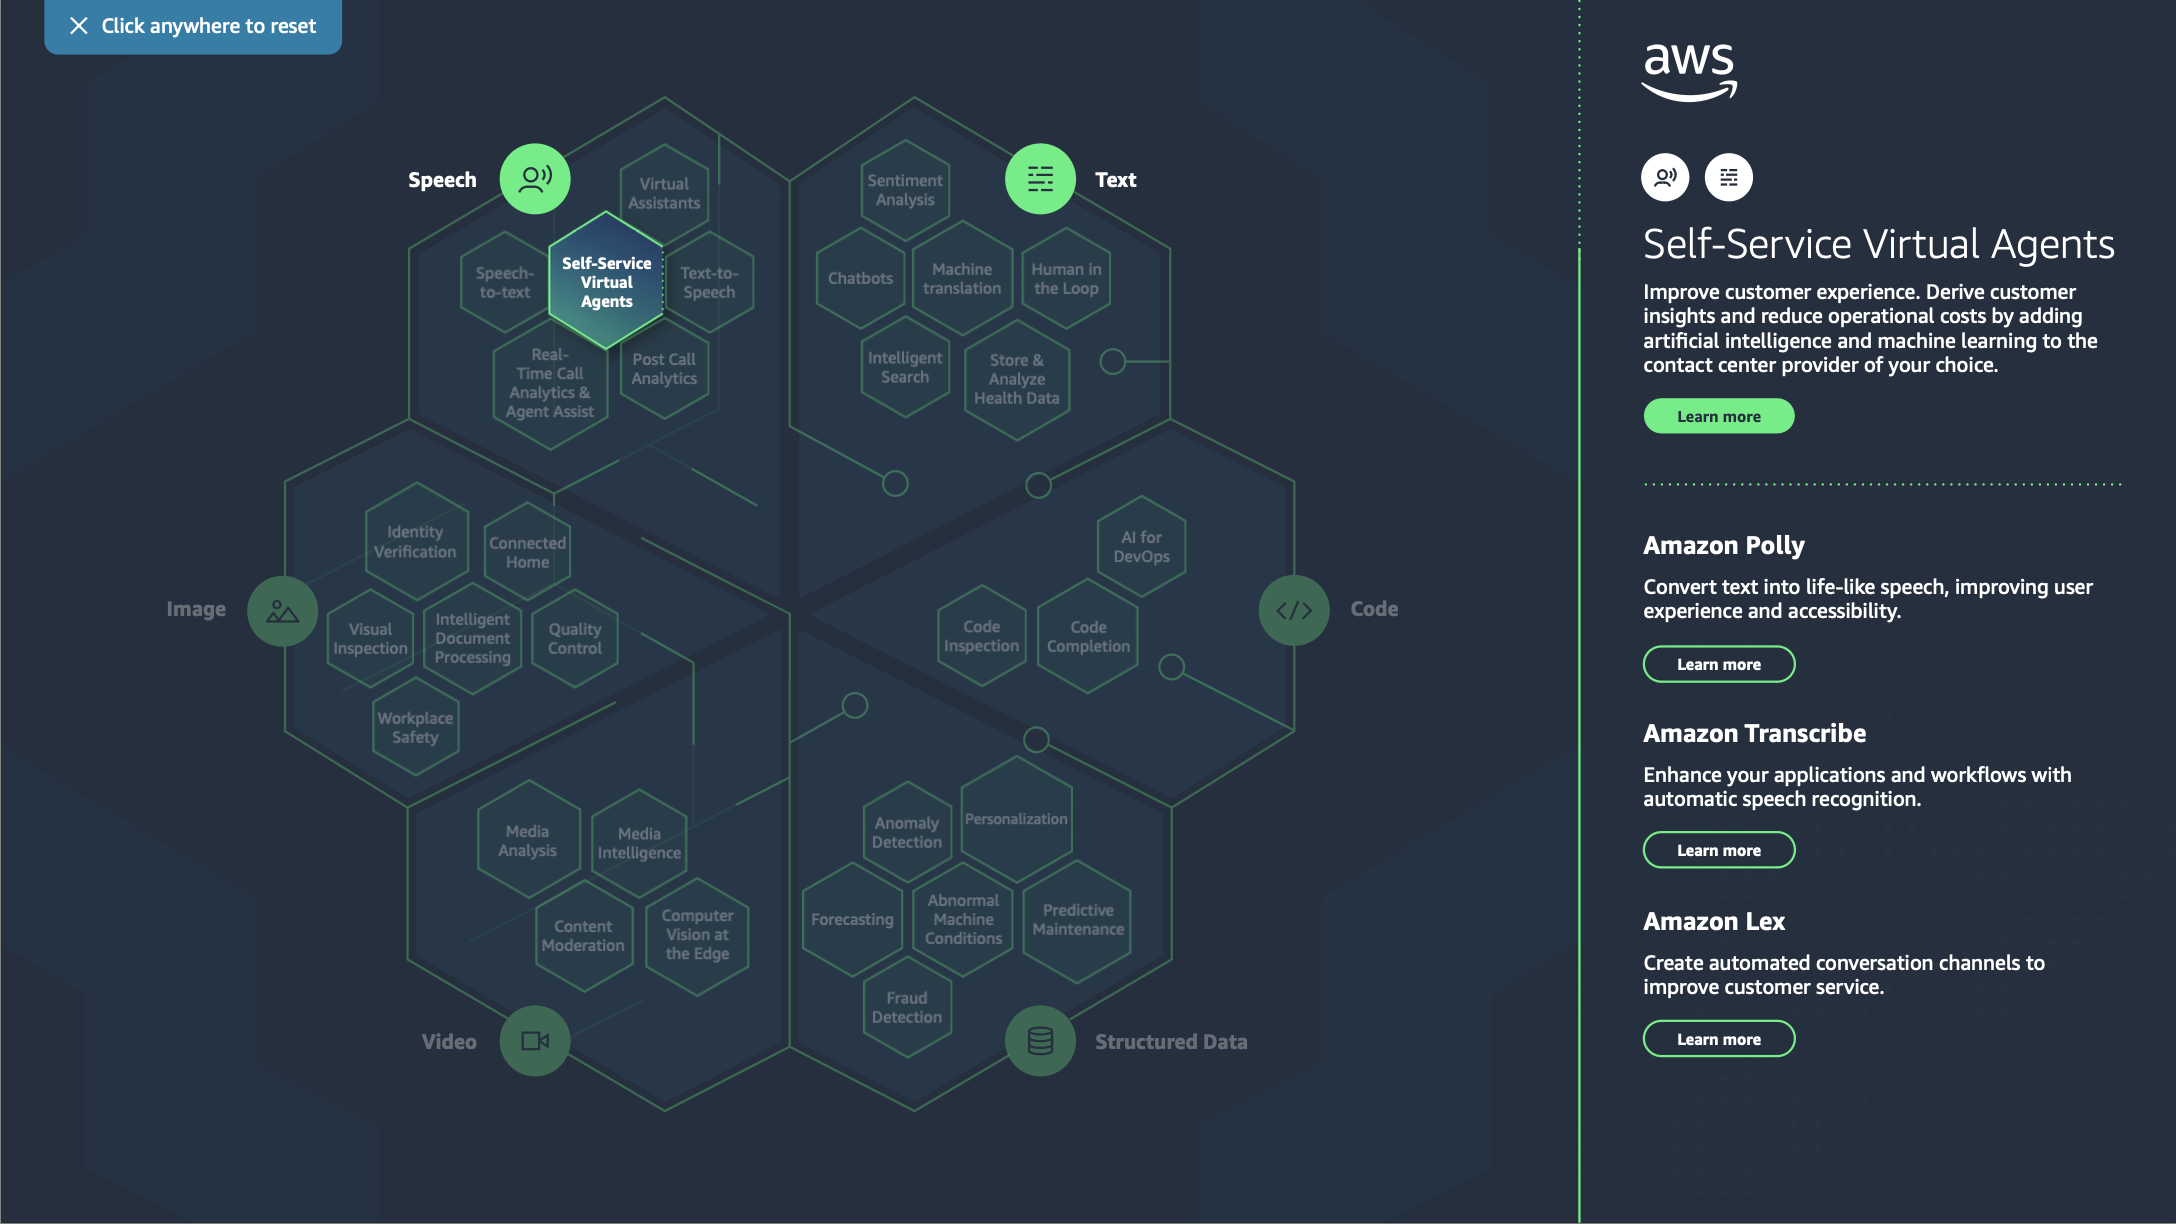 Click anywhere to reset
Speech
Virtual
Assistants
Speech-
to-text
Self-Service
Virtual
Agents
Text-to-
Speech
Real-
Time Call
Analytics &
Agent Assist
Post Call
Analytics
Text
Sentiment
Analysis
Chatbots
Machine
translation
Human in
the Loop
Intelligent
Search
Store &
Analyze
Health Data
Image
Identity
Verification
Connected
Home
Visual
Inspection
Intelligent
Document
Processing
Quality
Control
Workplace
Safety
Code
AI for
DevOps
Code
Inspection
Code
Completion
</>
Video
Media
Analysis
Media
Intelligence
Content
Moderation
Computer
Vision at
the Edge
Structured Data
Anomaly
Detection
Personalization
Forecasting
Abnormal
Machine
Conditions
Predictive
Maintenance
Fraud
Detection
aws
Self-Service Virtual Agents
Improve customer experience. Derive customer
insights and reduce operational costs by adding
artificial intelligence and machine learning to the
contact center provider of your choice.
Learn more
Amazon Polly
Convert text into life-like speech, improving user
experience and accessibility.
Learn more
Amazon Transcribe
Enhance your applications and workflows with
automatic speech recognition.
Learn more
Amazon Lex
Create automated conversation channels to
improve customer service.
Learn more